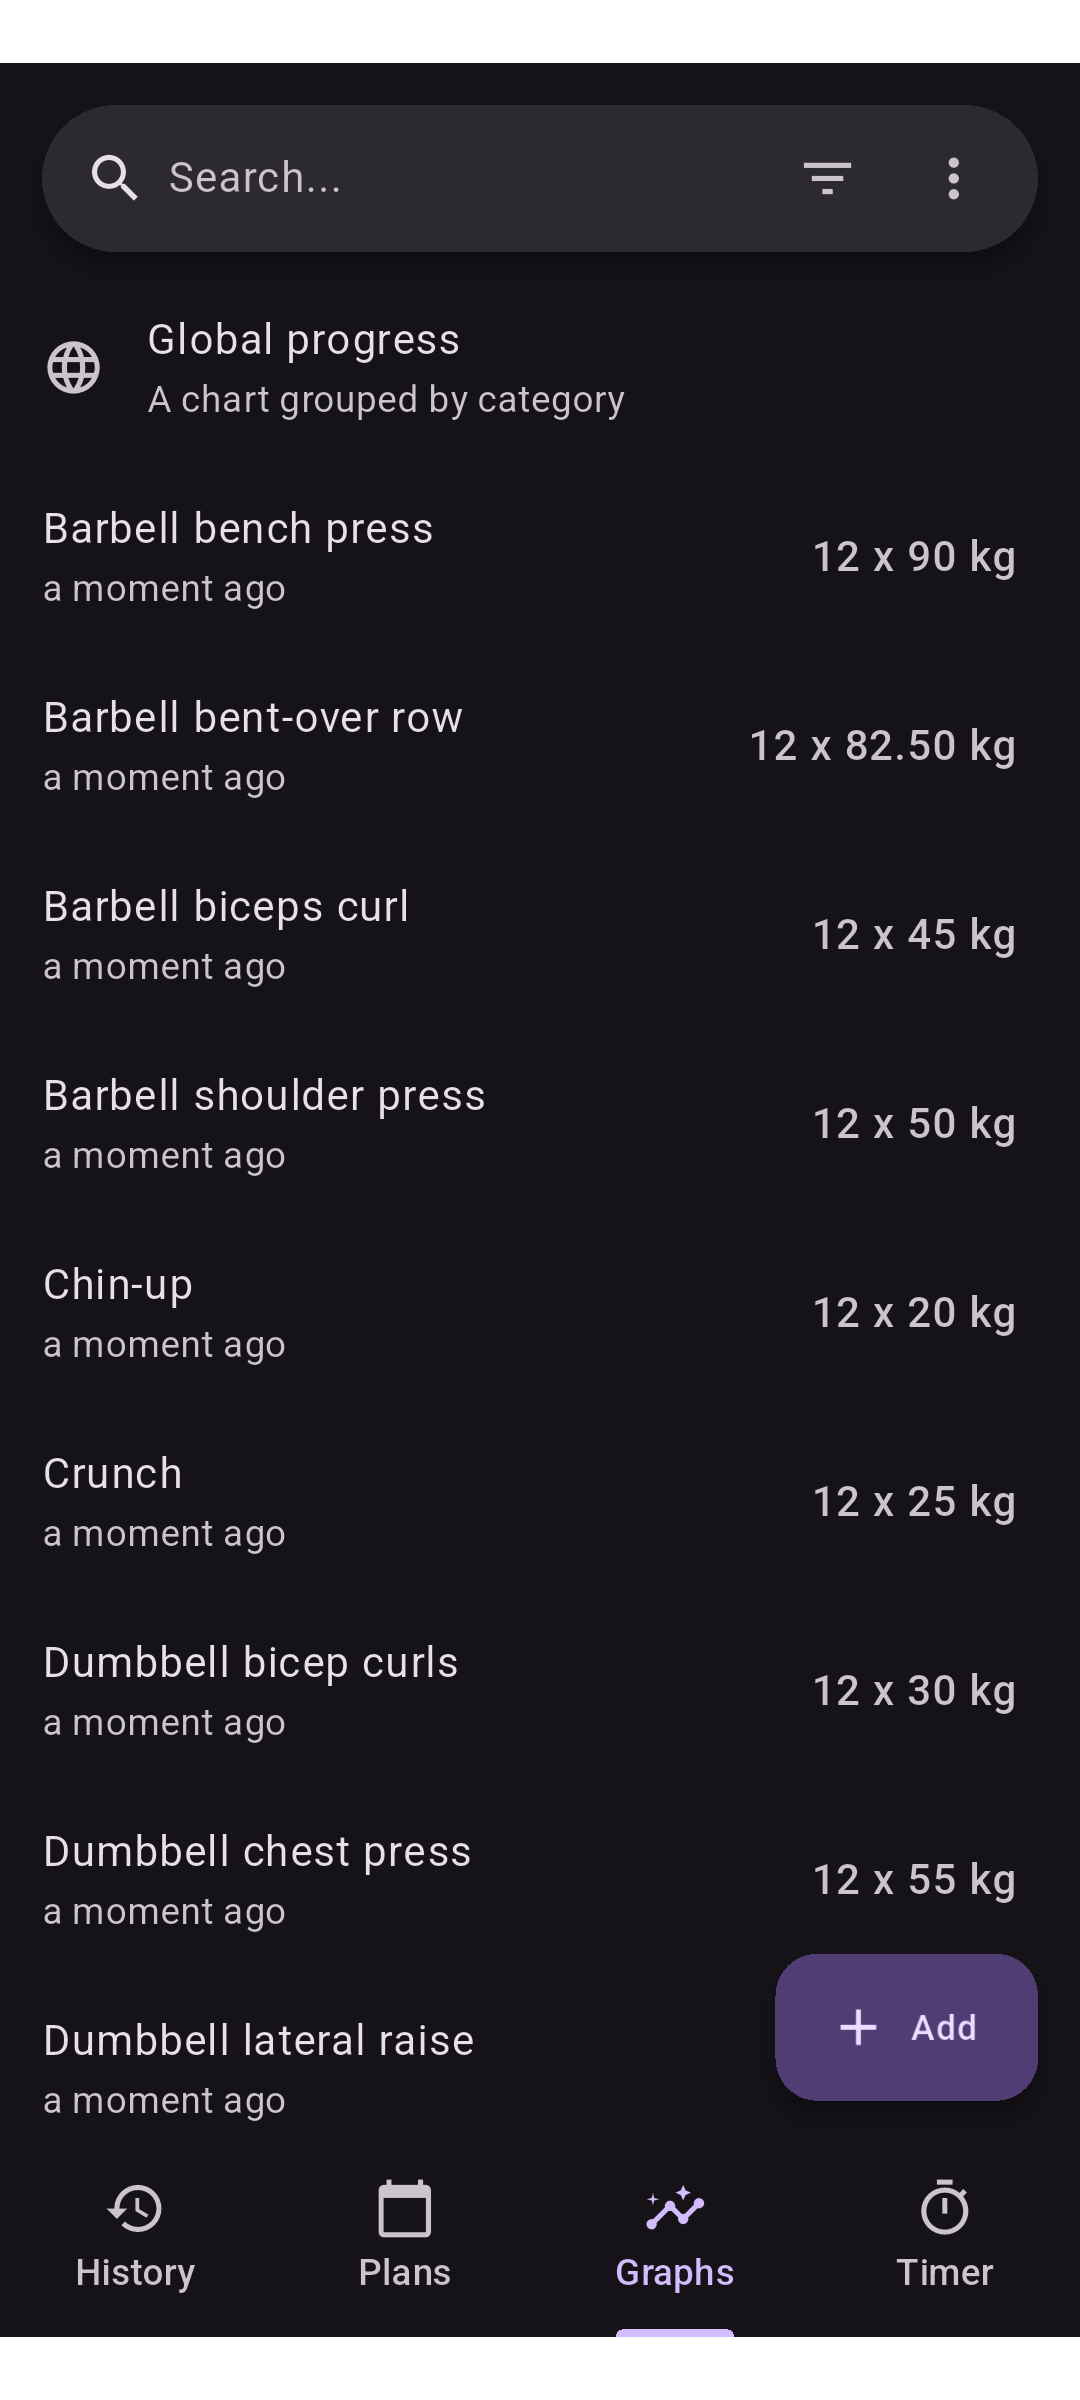 Search...
Global progress
A chart grouped by category
Barbell bench press
a moment ago
12 x 90 kg
Barbell bent-over row
a moment ago
12 x 82.50 kg
Barbell biceps curl
a moment ago
12 x 45 kg
Barbell shoulder press
a moment ago
12 x 50 kg
Chin-up
a moment ago
12 x 20 kg
Crunch
a moment ago
12 x 25 kg
Dumbbell bicep curls
a moment ago
12 x 30 kg
Dumbbell chest press
a moment ago
12 x 55 kg
Dumbbell lateral raise
a moment ago
Add
History
Plans
Graphs
Timer